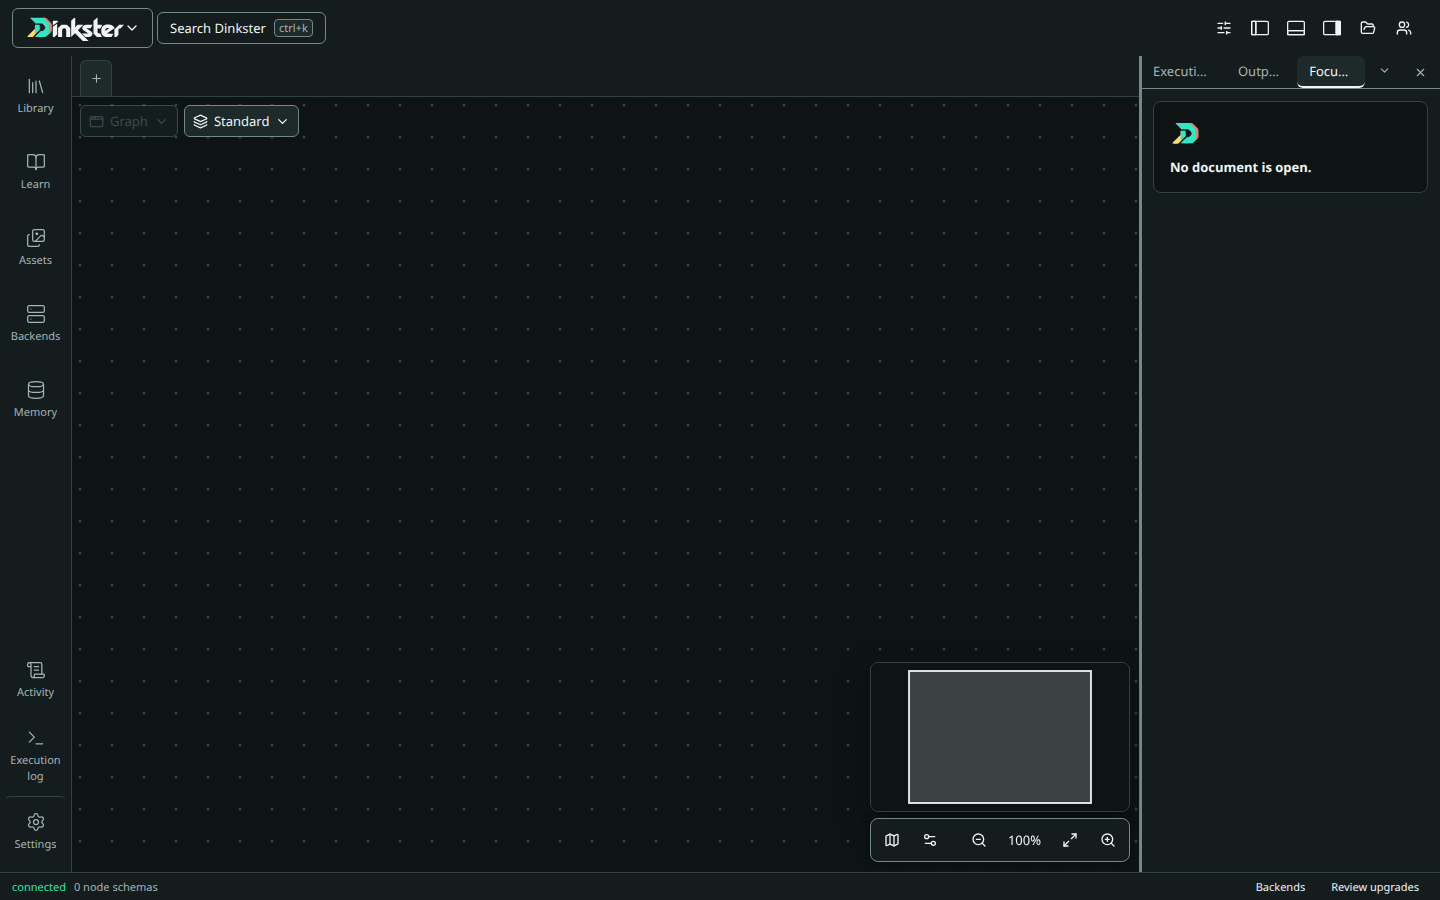 Dinkster
Search Dinkster ctrl+k
Executi...
Outp...
Focu...
Library
Learn
Assets
Backends
Memory
Graph
Standard
No document is open.
Activity
Execution
log
Settings
100%
connected
0 node schemas
Backends
Review upgrades